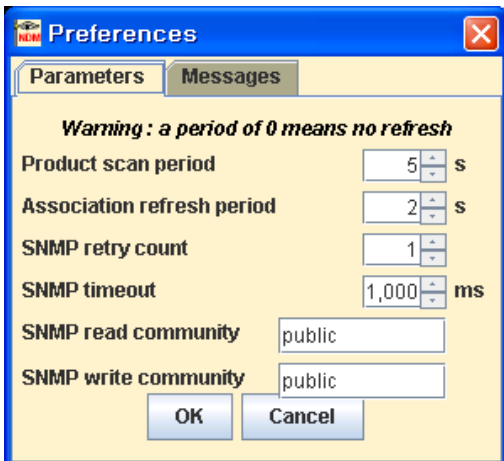 NDM Preferences
Parameters Messages
Warning : a period of 0 means no refresh
Product scan period 5 s
Association refresh period 2 s
SNMP retry count 1
SNMP timeout 1,000 ms
SNMP read community public
SNMP write community public
OK Cancel